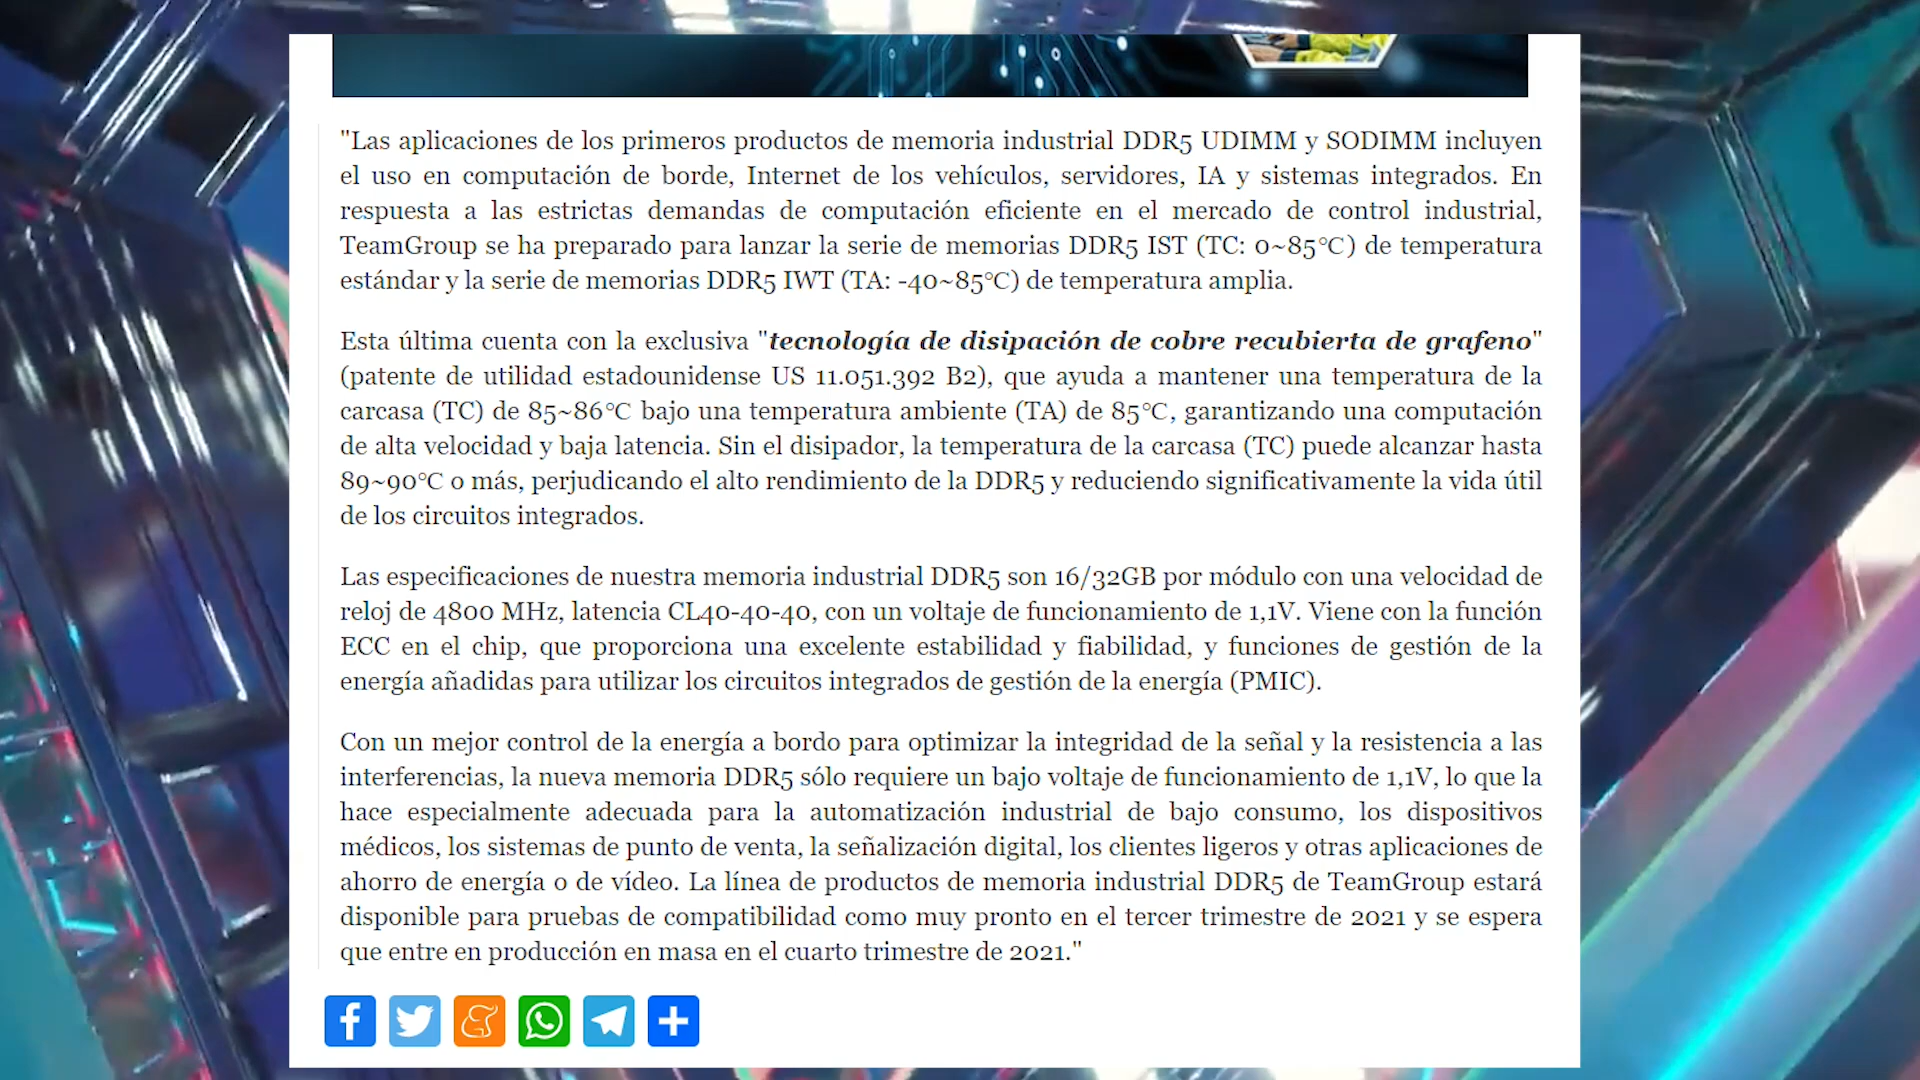 "Las aplicaciones de los primeros productos de memoria industrial DDR5 UDIMM y SODIMM incluyen
el uso en computación de borde, Internet de los vehículos, servidores, IA y sistemas integrados. En
respuesta a las estrictas demandas de computación eficiente en el mercado de control industrial,
TeamGroup se ha preparado para lanzar la serie de memorias DDR5 IST (TC: 0~85℃) de temperatura
estándar y la serie de memorias DDR5 IWT (TA: -40~85℃) de temperatura amplia.
Esta última cuenta con la exclusiva "tecnología de disipación de cobre recubierta de grafeno"
(patente de utilidad estadounidense US 11.051.392 B2), que ayuda a mantener una temperatura de la
carcasa (TC) de 85~86℃ bajo una temperatura ambiente (TA) de 85℃, garantizando una computación
de alta velocidad y baja latencia. Sin el disipador, la temperatura de la carcasa (TC) puede alcanzar hasta
89~90℃ o más, perjudicando el alto rendimiento de la DDR5 y reduciendo significativamente la vida útil
de los circuitos integrados.
Las especificaciones de nuestra memoria industrial DDR5 son 16/32GB por módulo con una velocidad de
reloj de 4800 MHz, latencia CL40-40-40, con un voltaje de funcionamiento de 1,1V. Viene con la función
ECC en el chip, que proporciona una excelente estabilidad y fiabilidad, y funciones de gestión de la
energía añadidas para utilizar los circuitos integrados de gestión de la energía (PMIC).
Con un mejor control de la energía a bordo para optimizar la integridad de la señal y la resistencia a las
interferencias, la nueva memoria DDR5 sólo requiere un bajo voltaje de funcionamiento de 1,1V, lo que la
hace especialmente adecuada para la automatización industrial de bajo consumo, los dispositivos
médicos, los sistemas de punto de venta, la señalización digital, los clientes ligeros y otras aplicaciones de
ahorro de energía o de vídeo. La línea de productos de memoria industrial DDR5 de TeamGroup estará
disponible para pruebas de compatibilidad como muy pronto en el tercer trimestre de 2021 y se espera
que entre en producción en masa en el cuarto trimestre de 2021."